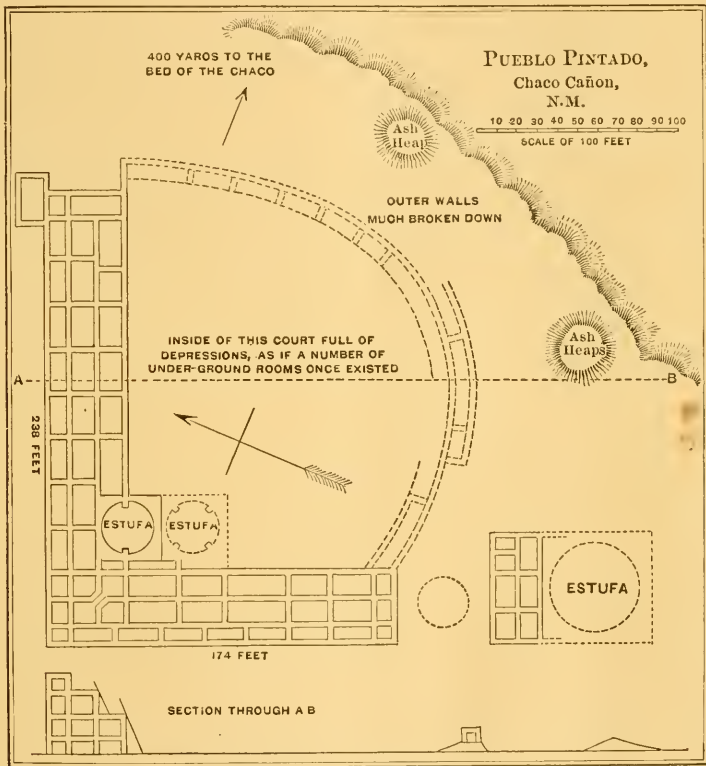 400 YARDS TO THE
BED OF THE CHACO
PUEBLO PINTADO,
Chaco Cañon,
N.M.
10 20 30 40 50 60 70 80 90 100
SCALE OF 100 FEET
Ash
Heap
OUTER WALLS
MUCH BROKEN DOWN
INSIDE OF THIS COURT FULL OF
DEPRESSIONS, AS IF A NUMBER OF
UNDER-GROUND ROOMS ONCE EXISTED
Ash
Heaps
A
B
238 FEET
ESTUFA
ESTUFA
ESTUFA
174 FEET
SECTION THROUGH A B